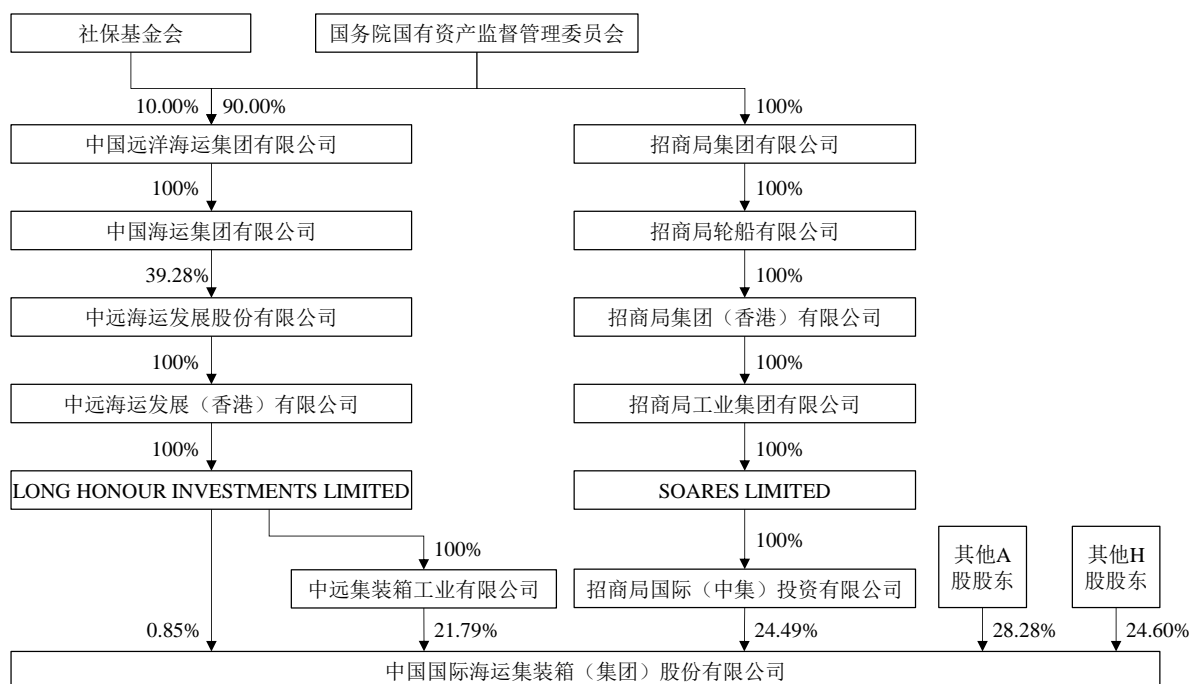 社保基金会
国务院国有资产监督管理委员会
10.00%
90.00%
100%
中国远洋海运集团有限公司
招商局集团有限公司
100%
100%
中国海运集团有限公司
招商局轮船有限公司
39.28%
100%
中远海运发展股份有限公司
招商局集团（香港）有限公司
100%
100%
中远海运发展（香港）有限公司
招商局工业集团有限公司
100%
100%
LONG HONOUR INVESTMENTS LIMITED
SOARES LIMITED
100%
100%
其他A
股股东
其他H
股股东
中远集装箱工业有限公司
招商局国际（中集）投资有限公司
0.85%
21.79%
24.49%
28.28%
24.60%
中国国际海运集装箱（集团）股份有限公司